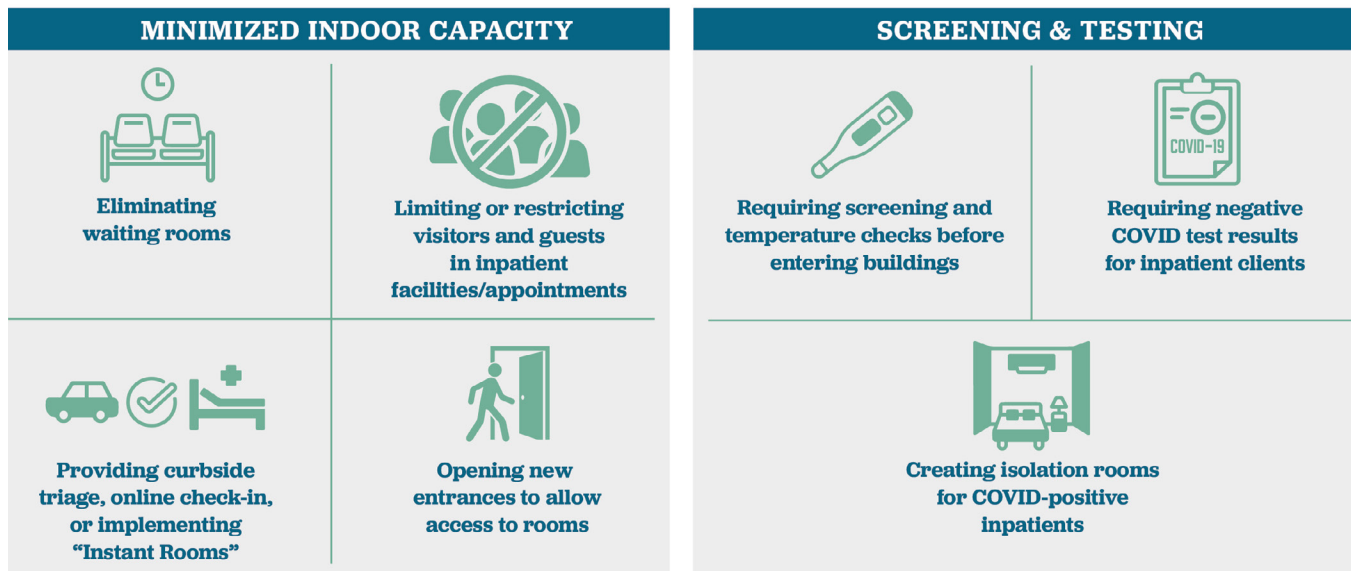 MINIMIZED INDOOR CAPACITY
Eliminating
waiting rooms
Limiting or restricting
visitors and guests
in inpatient
facilities/appointments
Providing curbside
triage, online check-in,
or implementing
“Instant Rooms”
Opening new
entrances to allow
access to rooms
SCREENING & TESTING
Requiring screening and
temperature checks before
entering buildings
COVID-19
Requiring negative
COVID test results
for inpatient clients
Creating isolation rooms
for COVID-positive
inpatients